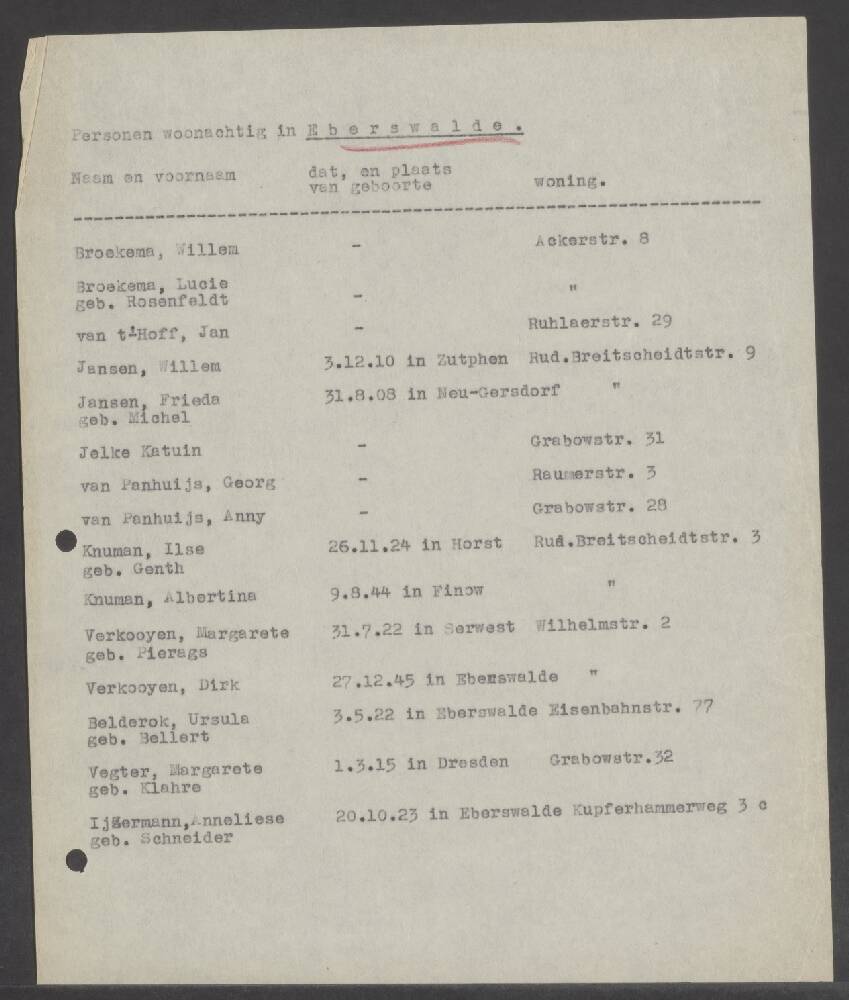 Personen woonachtig in E b e r s w a l d e .
Naam en voornaam dat, en plaats van geboorte woning.
Broekema, Willem - Ackerstr. 8
Broekema, Lucie - "
geb. Rosenfeldt
van t'Hoff, Jan - Ruhlaerstr. 29
Jansen, Willem 3.12.10 in Zutphen Rud.Breitscheidtstr. 9
Jansen, Frieda 31.8.08 in Neu-Gersdorf "
geb. Michel
Jelke Katuin - Grabowstr. 31
van Panhuijs, Georg - Raumerstr. 3
van Panhuijs, Anny - Grabowstr. 28
Knuman, Ilse 26.11.24 in Horst Rud.Breitscheidtstr. 3
geb. Genth
Knuman, Albertina 9.8.44 in Finow "
Verkooyen, Margarete 31.7.22 in Serwest Wilhelmstr. 2
geb. Pierags
Verkooyen, Dirk 27.12.45 in Eberswalde "
Belderok, Ursula 3.5.22 in Eberswalde Eisenbahnstr. 77
geb. Bellert
Vegter, Margarete 1.3.15 in Dresden Grabowstr.32
geb. Klahre
Ijzermann,Anneliese 20.10.23 in Eberswalde Kupferhammerweg 3 c
geb. Schneider